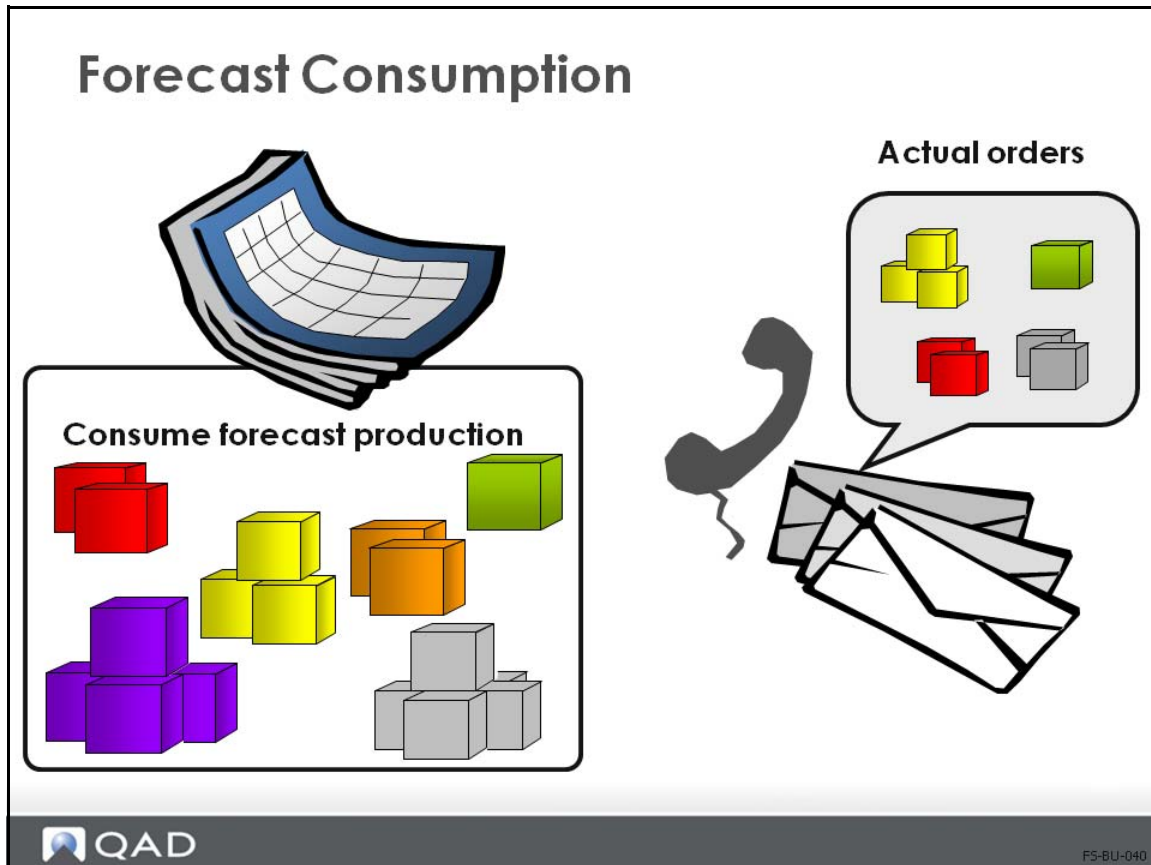 Forecast Consumption
Actual orders
Consume forecast production
QAD
FS-BU-040